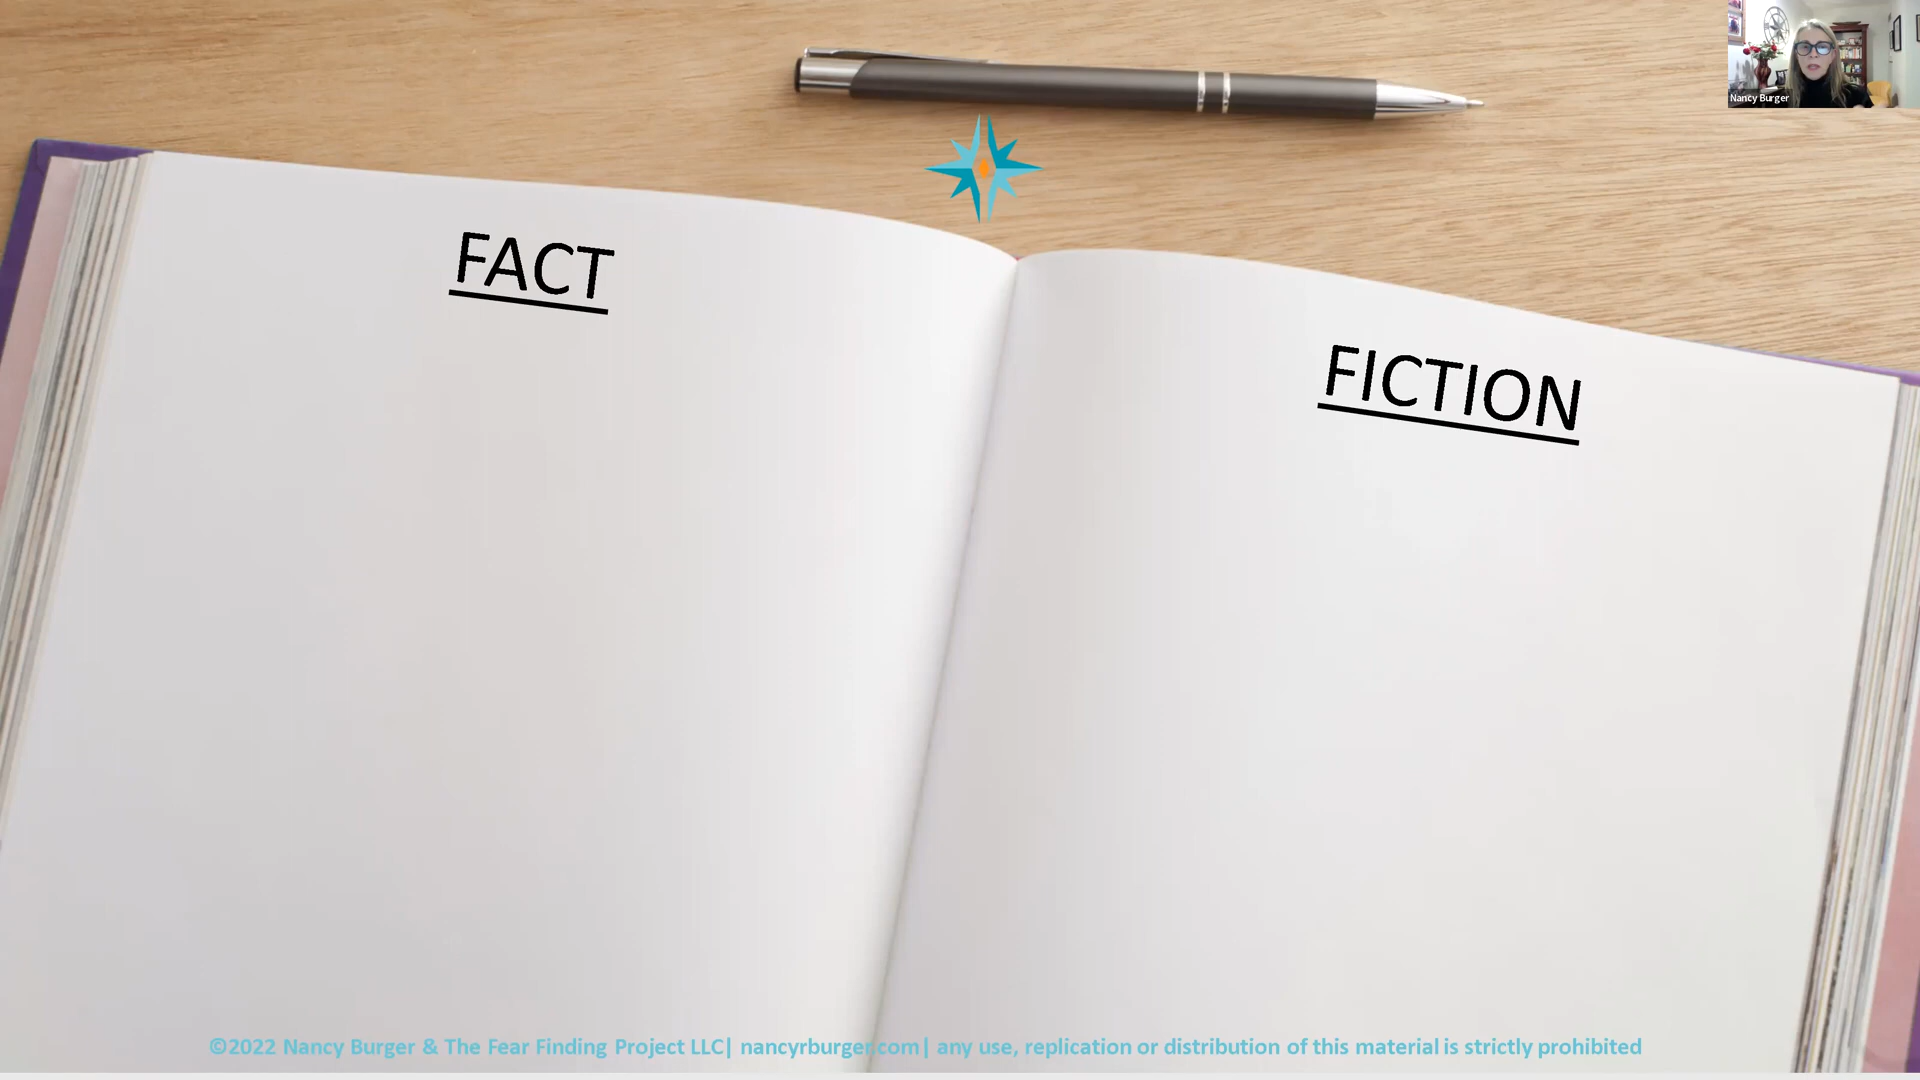 Nancy Burger
FACT
FICTION
©2022 Nancy Burger & The Fear Finding Project LLC| nancyrburger.com| any use, replication or distribution of this material is strictly prohibited